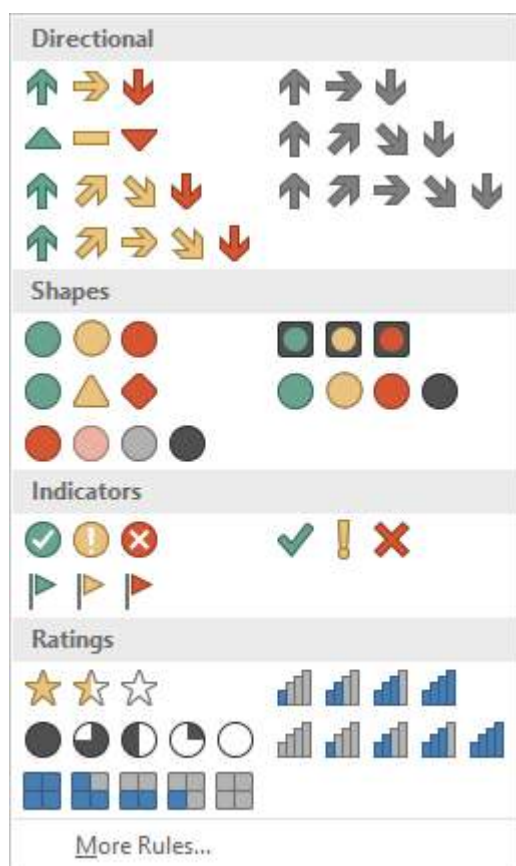 Directional
Shapes
Indicators
Ratings
More Rules...